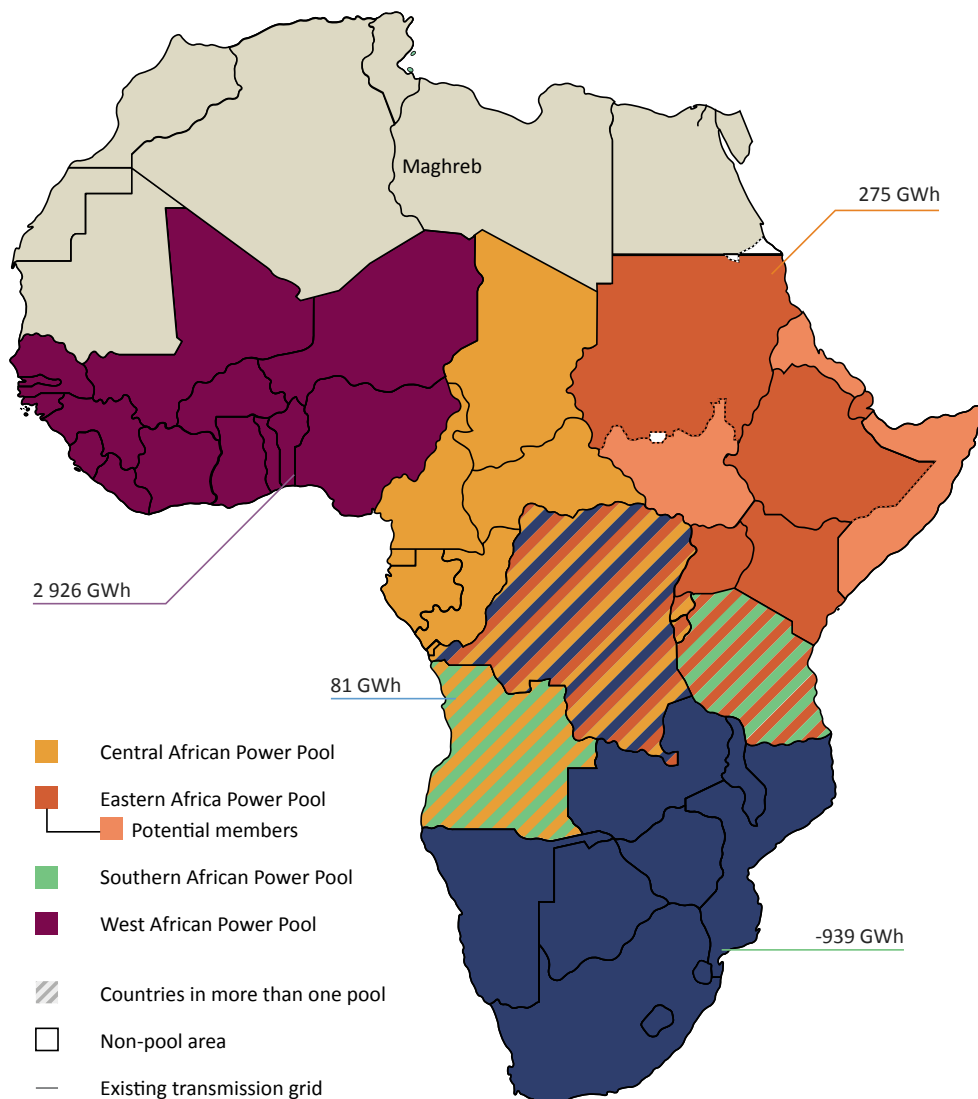 Maghreb
275 GWh
2 926 GWh
81 GWh
Central African Power Pool
Eastern Africa Power Pool
Potential members
Southern African Power Pool
West African Power Pool
-939 GWh
Countries in more than one pool
Non-pool area
Existing transmission grid